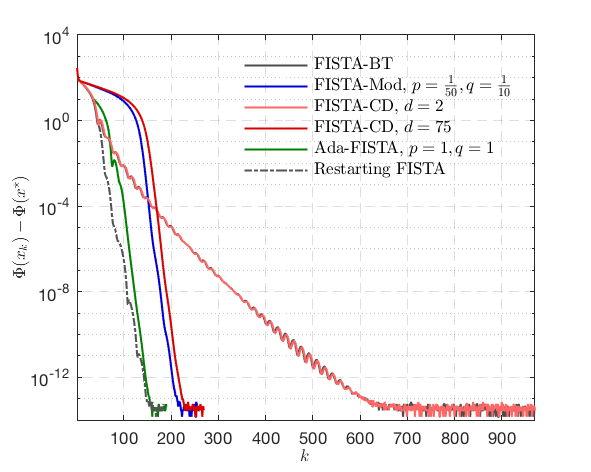 10^4
10^0
10^-4
10^-8
10^-12
Φ(x_k) − Φ(x*)
FISTA-BT
FISTA-Mod, p = 1/50, q = 1/10
FISTA-CD, d = 2
FISTA-CD, d = 75
Ada-FISTA, p = 1, q = 1
Restarting FISTA
100 200 300 400 500 600 700 800 900
k